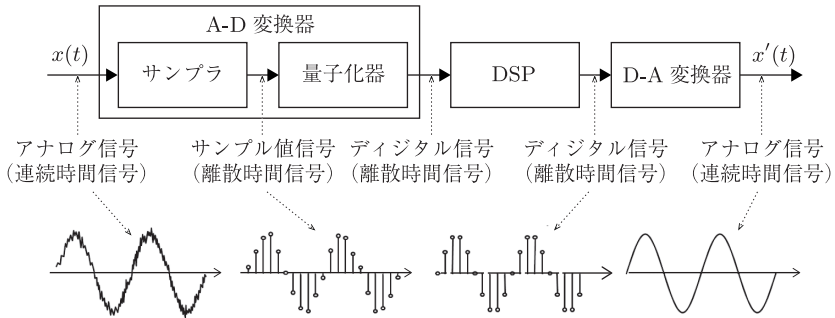 A-D 変換器
x(t)
サンプラ
量子化器
DSP
D-A 変換器
x′(t)
アナログ信号
(連続時間信号)
サンプル値信号
(離散時間信号)
ディジタル信号
(離散時間信号)
ディジタル信号
(離散時間信号)
アナログ信号
(連続時間信号)